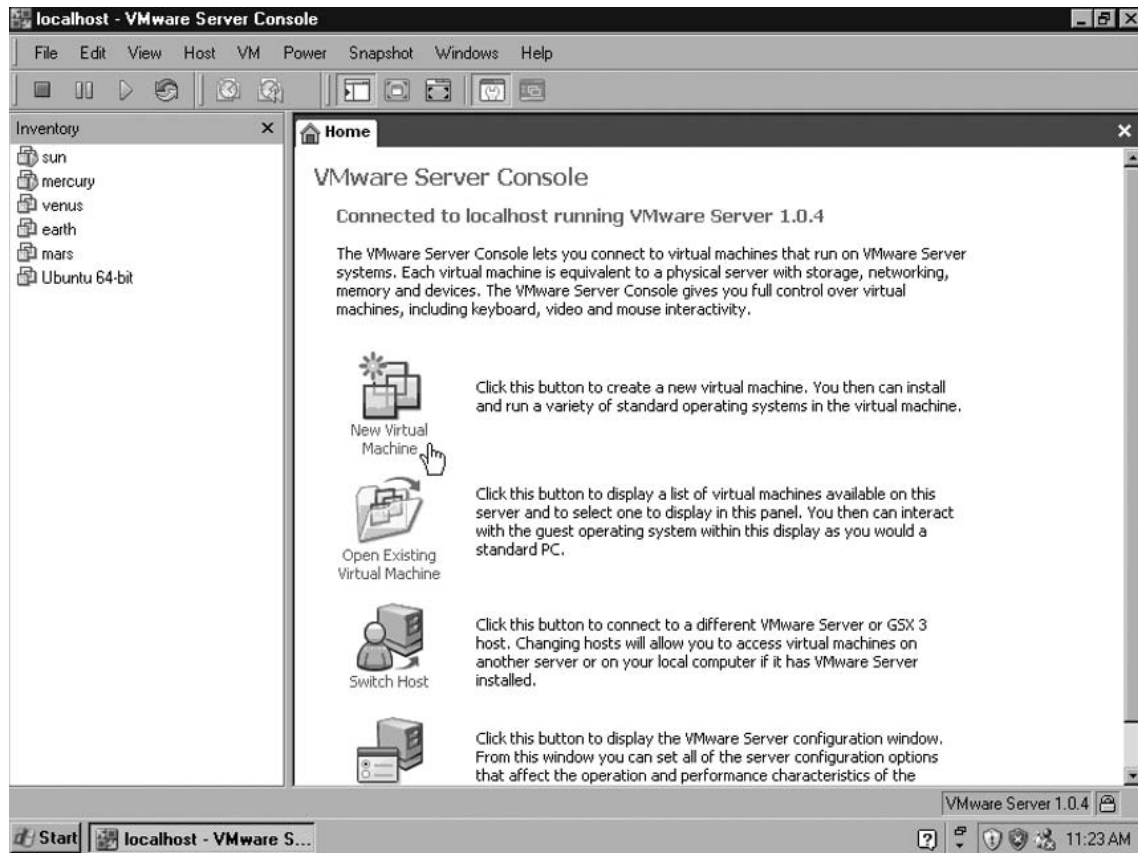 localhost - VMware Server Console
File Edit View Host VM Power Snapshot Windows Help
Inventory
sun
mercury
venus
earth
mars
Ubuntu 64-bit
Home
VMware Server Console
Connected to localhost running VMware Server 1.0.4
The VMware Server Console lets you connect to virtual machines that run on VMware Server
systems. Each virtual machine is equivalent to a physical server with storage, networking,
memory and devices. The VMware Server Console gives you full control over virtual
machines, including keyboard, video and mouse interactivity.
New Virtual
Machine
Click this button to create a new virtual machine. You then can install
and run a variety of standard operating systems in the virtual machine.
Open Existing
Virtual Machine
Click this button to display a list of virtual machines available on this
server and to select one to display in this panel. You then can interact
with the guest operating system within this display as you would a
standard PC.
Switch Host
Click this button to connect to a different VMware Server or GSX 3
host. Changing hosts will allow you to access virtual machines on
another server or on your local computer if it has VMware Server
installed.
Click this button to display the VMware Server configuration window.
From this window you can set all of the server configuration options
that affect the operation and performance characteristics of the
VMware Server 1.0.4
Start
localhost - VMware S...
11:23 AM